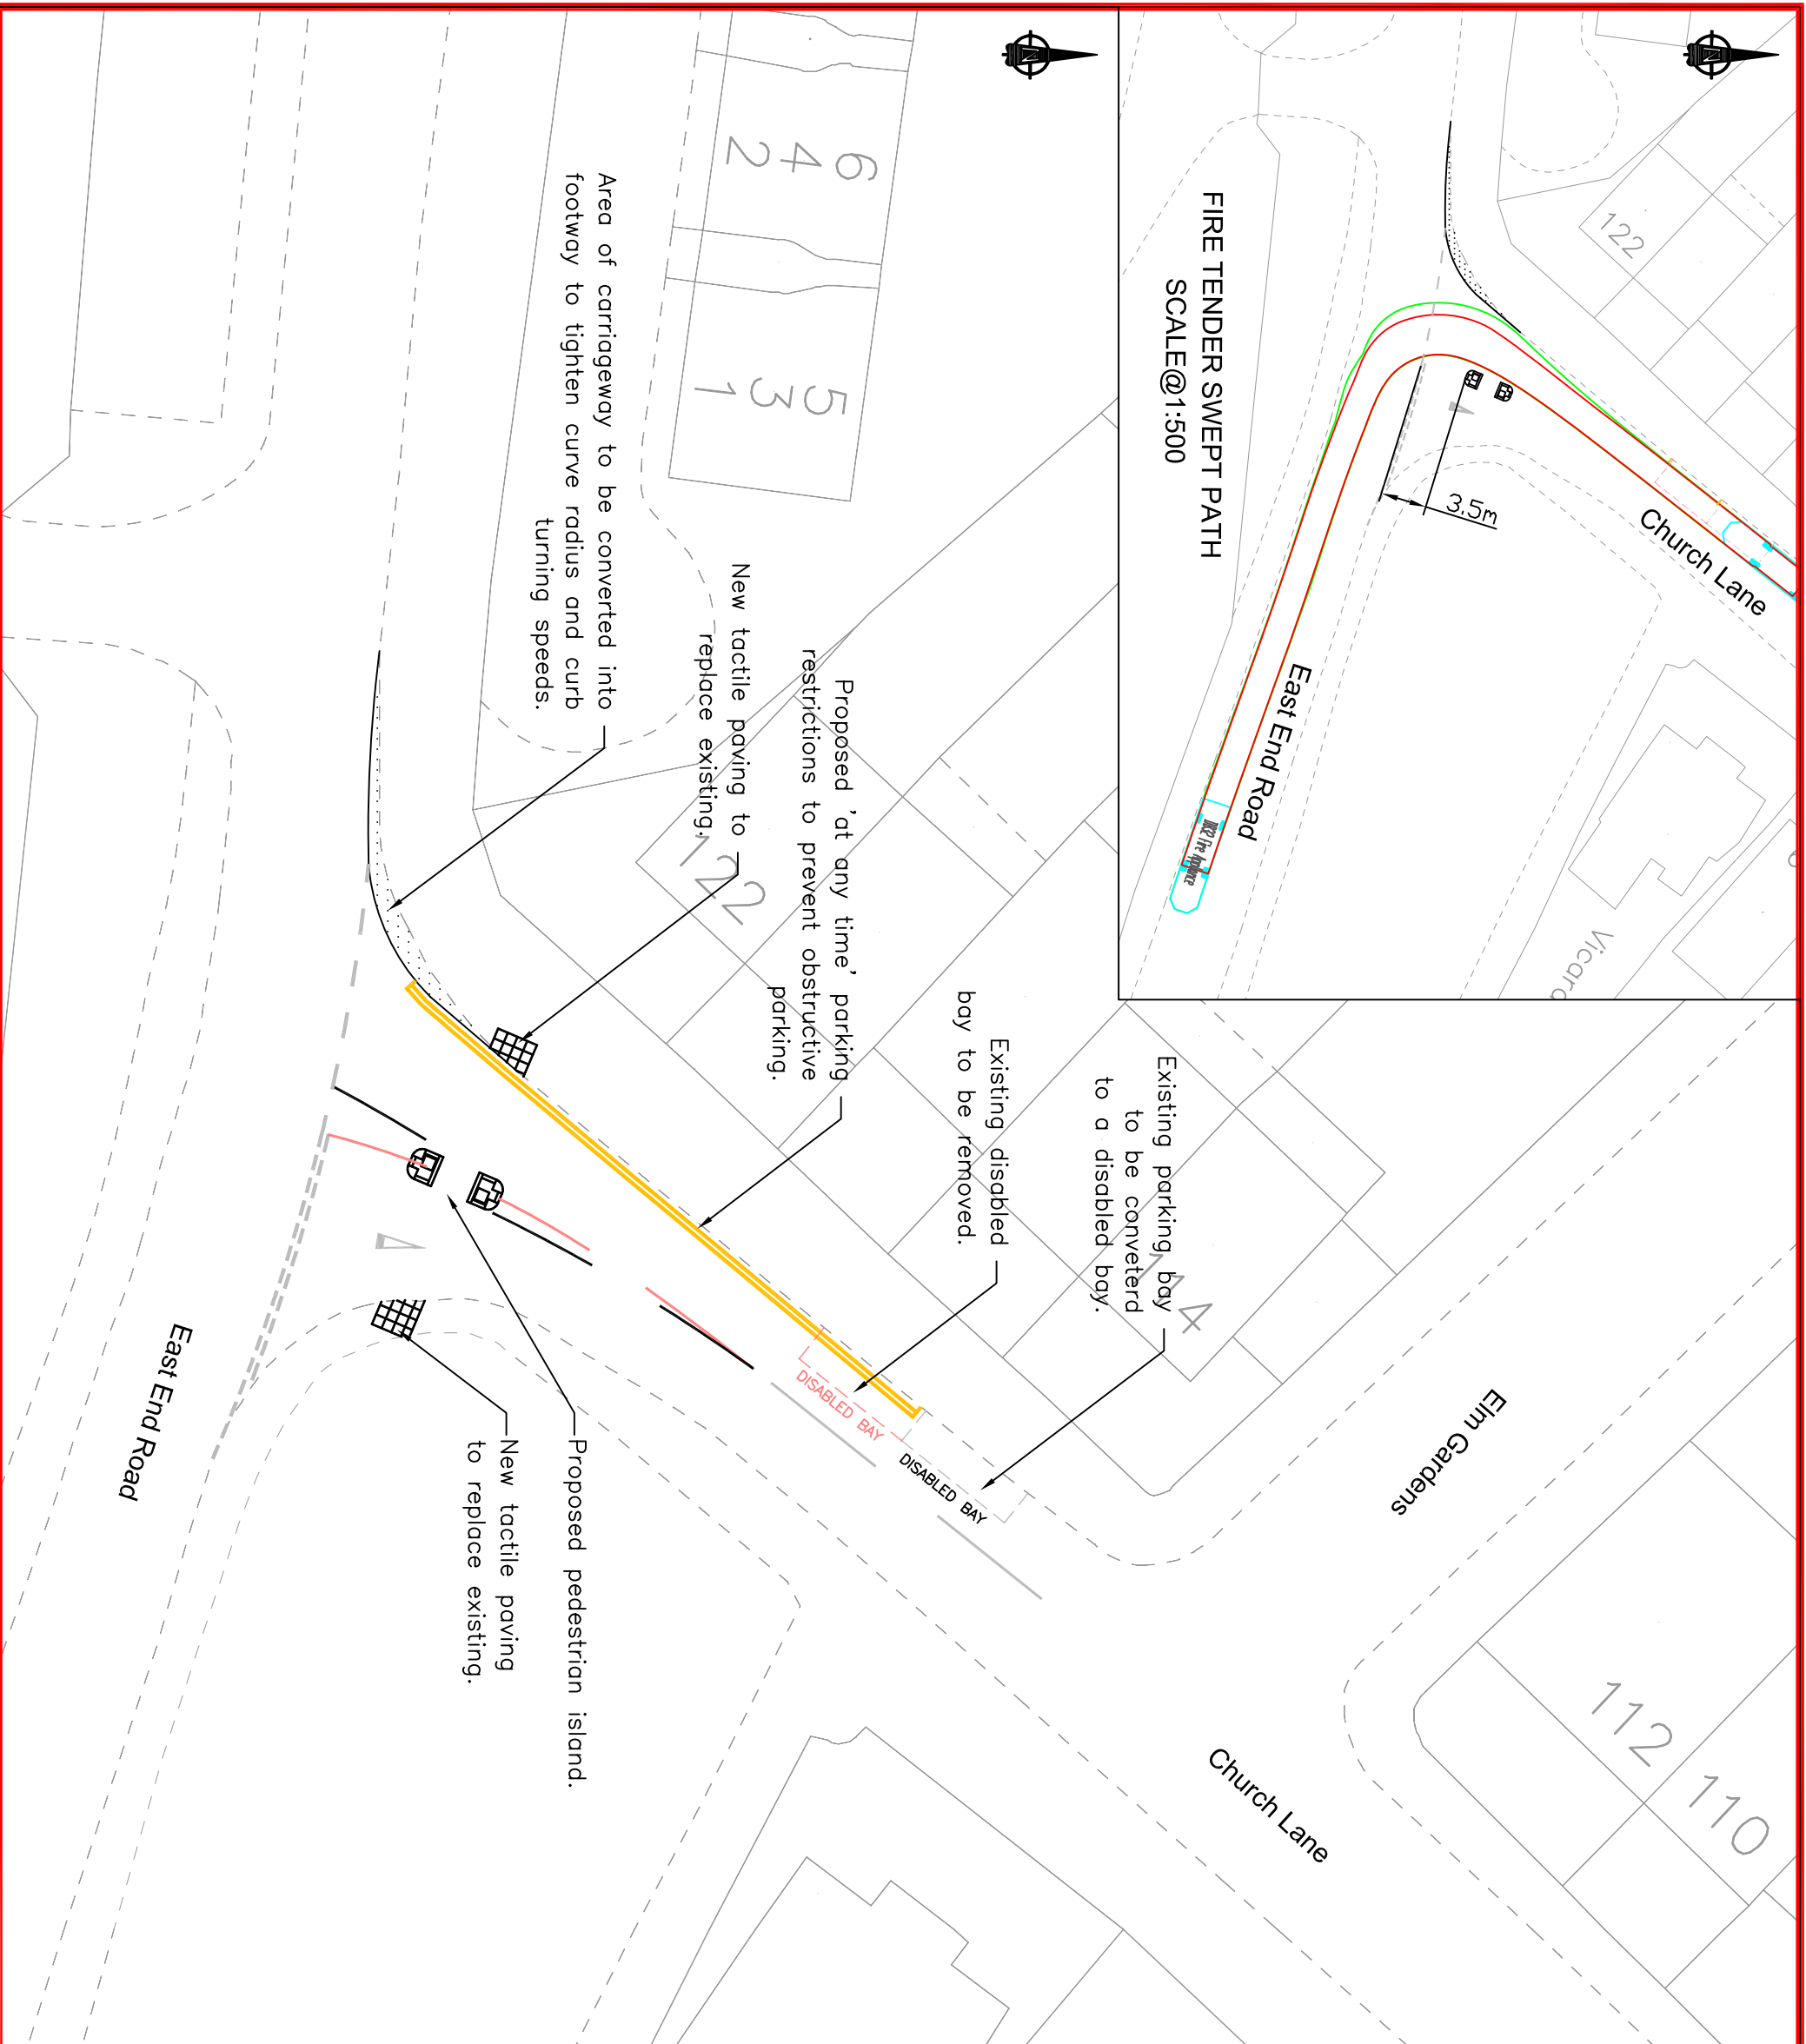 122
FIRE TENDER SWEPT PATH
SCALE@1:500
3.5m
Church Lane
East End Road
Vicara
N
N
6
4
2
5
3
1
Area of carriageway to be converted into
footway to tighten curve radius and curb
turning speeds.
New tactile paving to
replace existing.
122
Proposed 'at any time' parking
restrictions to prevent obstructive
parking.
Existing disabled
bay to be removed.
Existing parking bay
to be conveterd
to a disabled bay.
114
DISABLED BAY
DISABLED BAY
Elm Gardens
112
110
Church Lane
Proposed pedestrian island.
New tactile paving
to replace existing.
East End Road